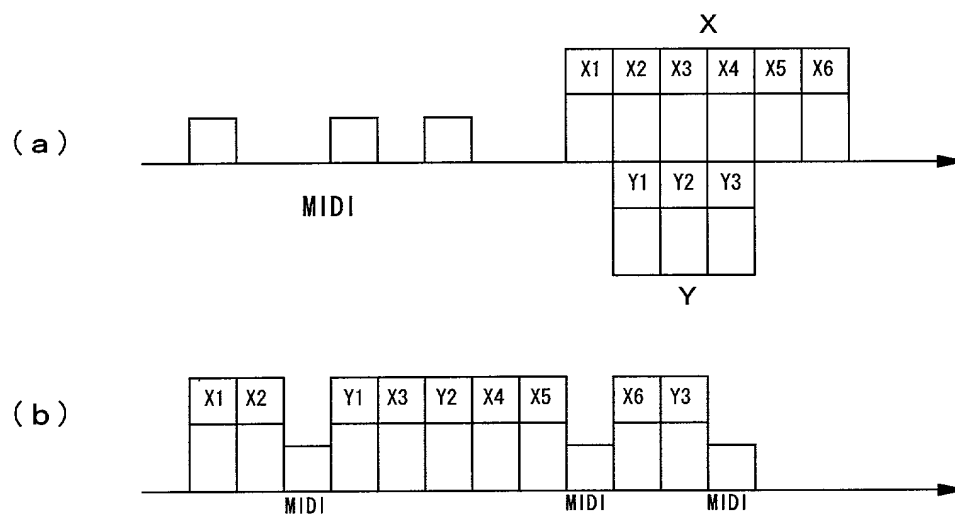 X
X1 X2 X3 X4 X5 X6
(a)
Y1 Y2 Y3
MIDI
Y
X1 X2 Y1 X3 Y2 X4 X5 X6 Y3
(b)
MIDI MIDI MIDI